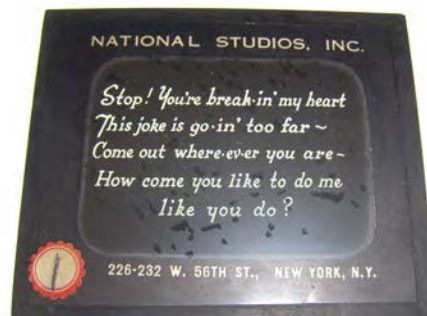 NATIONAL STUDIOS, INC.
Stop! You're break-in' my heart
This joke is go-in' too far ~
Come out where-ev-er you are ~
How come you like to do me
like you do?
226-232 W. 56TH ST., NEW YORK, N.Y.